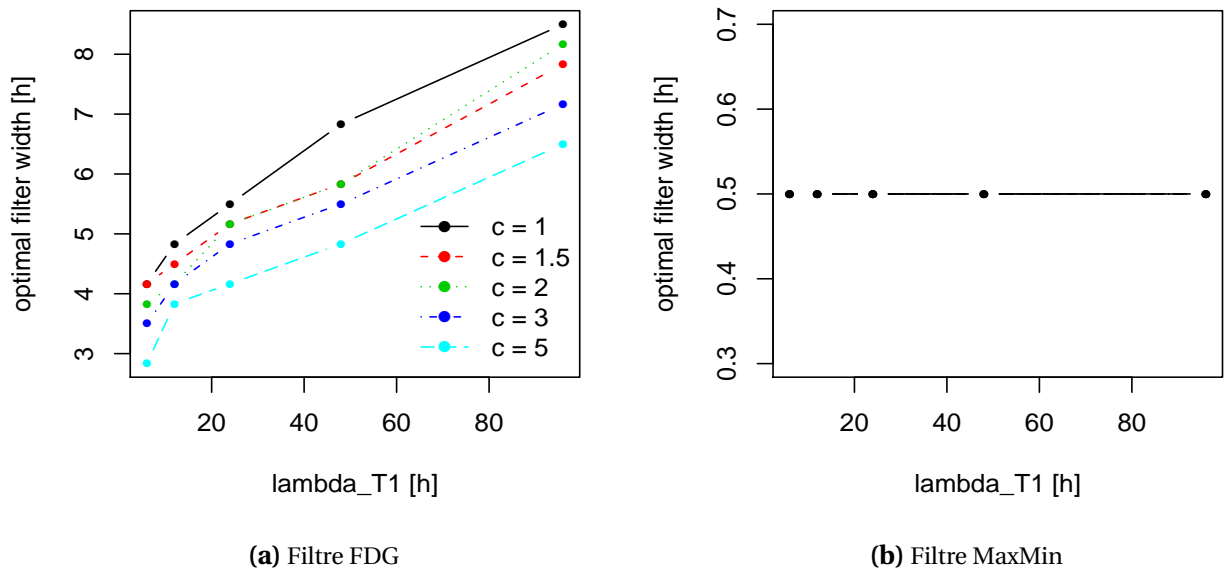 optimal filter width [h]
8
7
6
5
4
3
c = 1
c = 1.5
c = 2
c = 3
c = 5
20 40 60 80
lambda_T1 [h]
(a) Filtre FDG
optimal filter width [h]
0.7
0.6
0.5
0.4
0.3
20 40 60 80
lambda_T1 [h]
(b) Filtre MaxMin